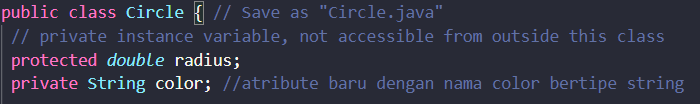 public class Circle { // Save as "Circle.java"
// private instance variable, not accessible from outside this class
protected double radius;
private String color; //atribute baru dengan nama color bertipe string